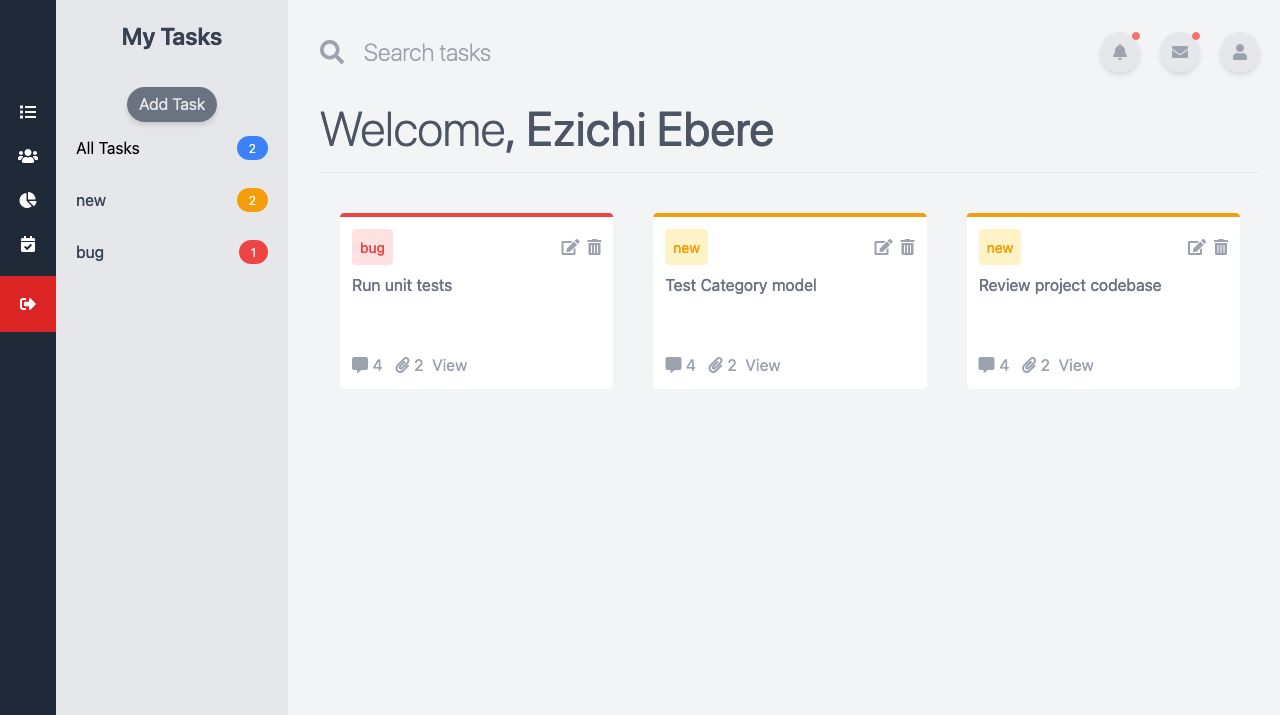 My Tasks
Add Task
All Tasks 2
new 2
bug 1
Search tasks
Welcome, Ezichi Ebere
bug
Run unit tests
4 2 View
new
Test Category model
4 2 View
new
Review project codebase
4 2 View